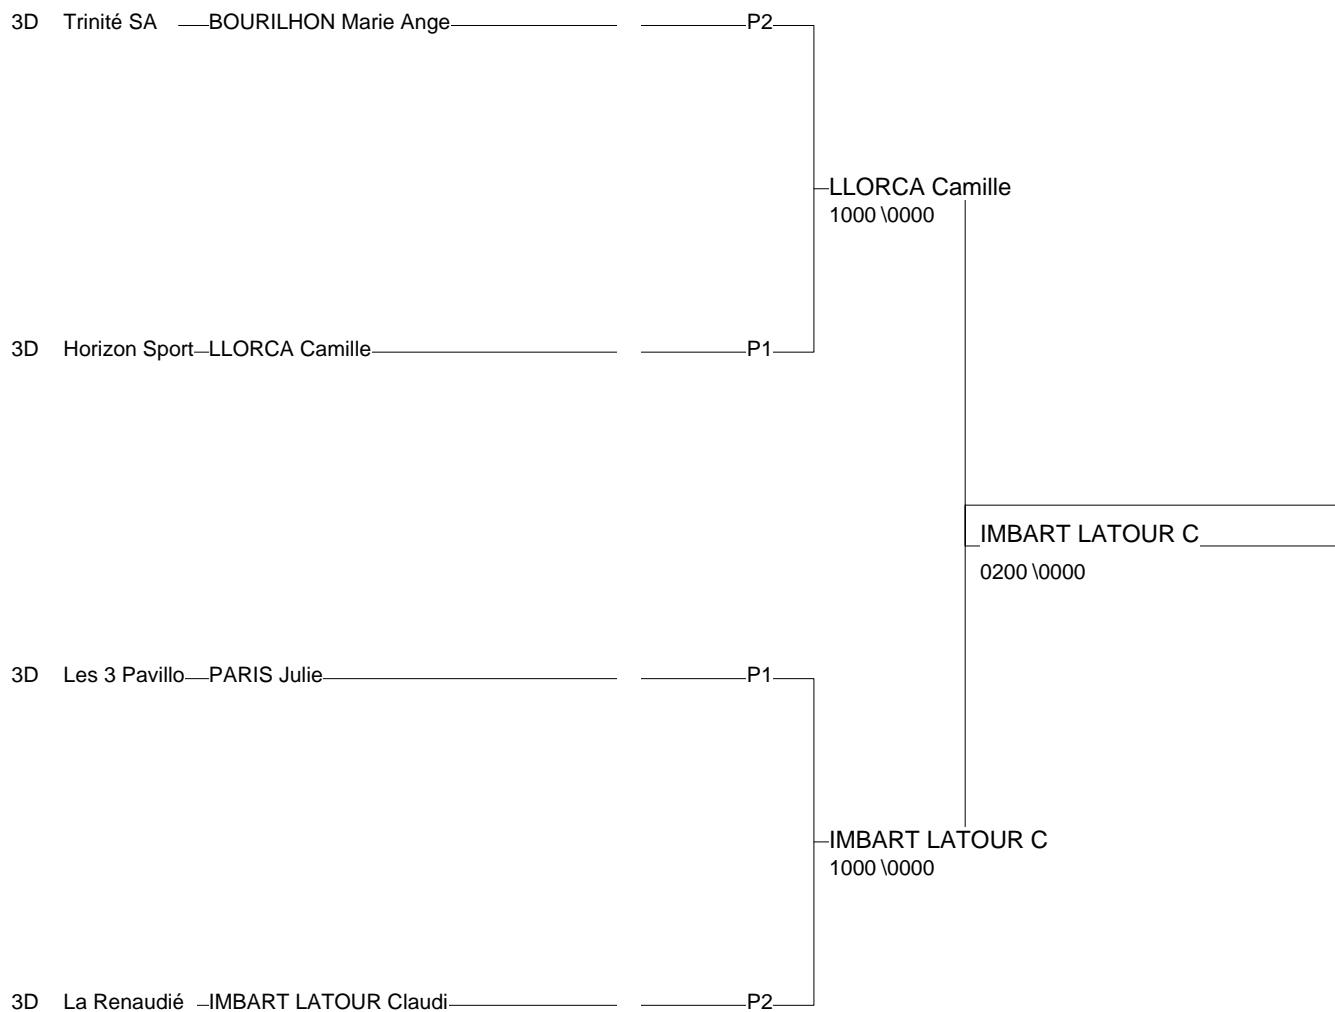 3D Trinité SA BOURILHON Marie Ange P2
LLORCA Camille
1000 \0000
3D Horizon Sport LLORCA Camille P1
IMBART LATOUR C
0200 \0000
3D Les 3 Pavillo PARIS Julie P1
IMBART LATOUR C
1000 \0000
3D La Renaudié IMBART LATOUR Claudi P2